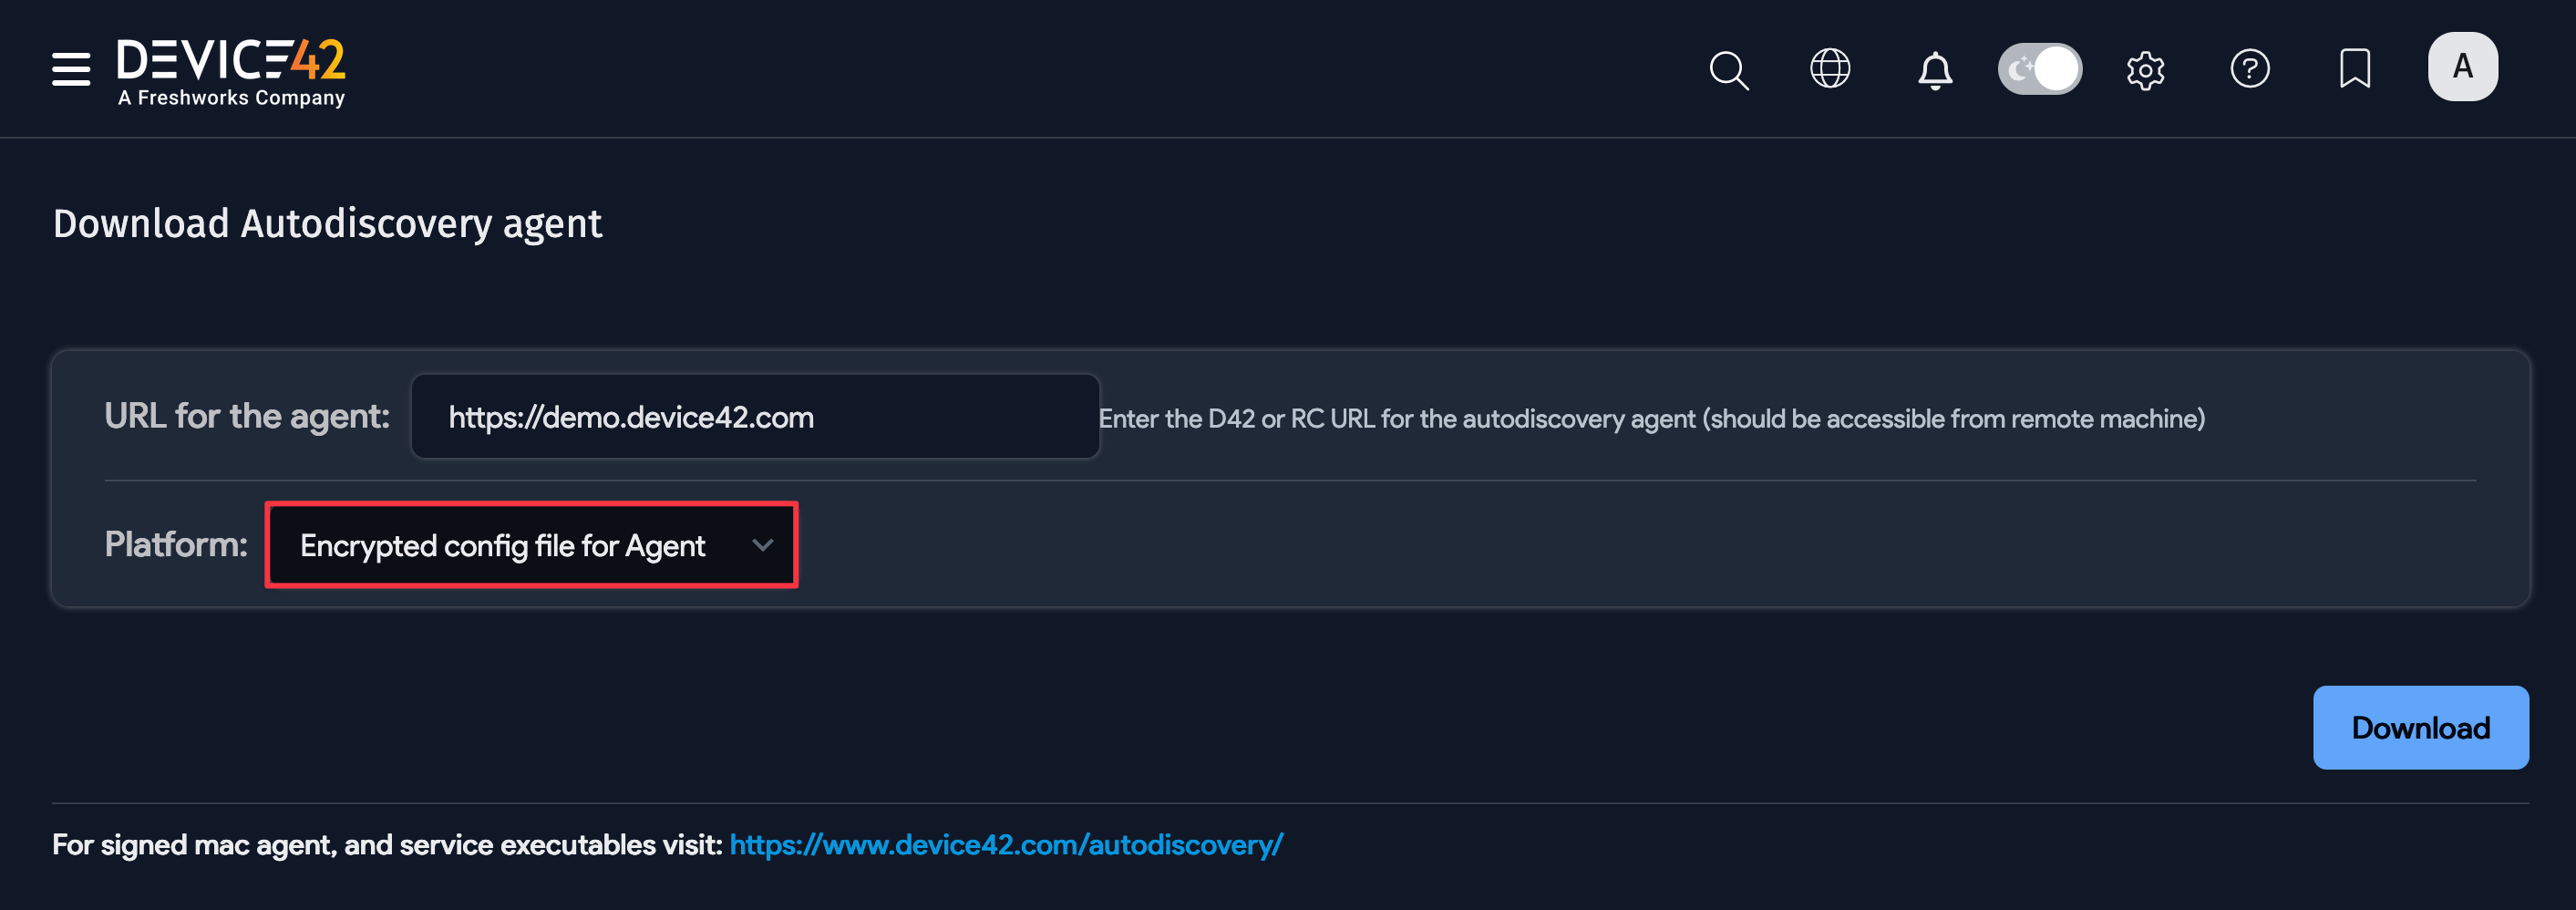 DEVICE42
A Freshworks Company
A
Download Autodiscovery agent
URL for the agent: https://demo.device42.com Enter the D42 or RC URL for the autodiscovery agent (should be accessible from remote machine)
Platform: Encrypted config file for Agent
Download
For signed mac agent, and service executables visit: https://www.device42.com/autodiscovery/